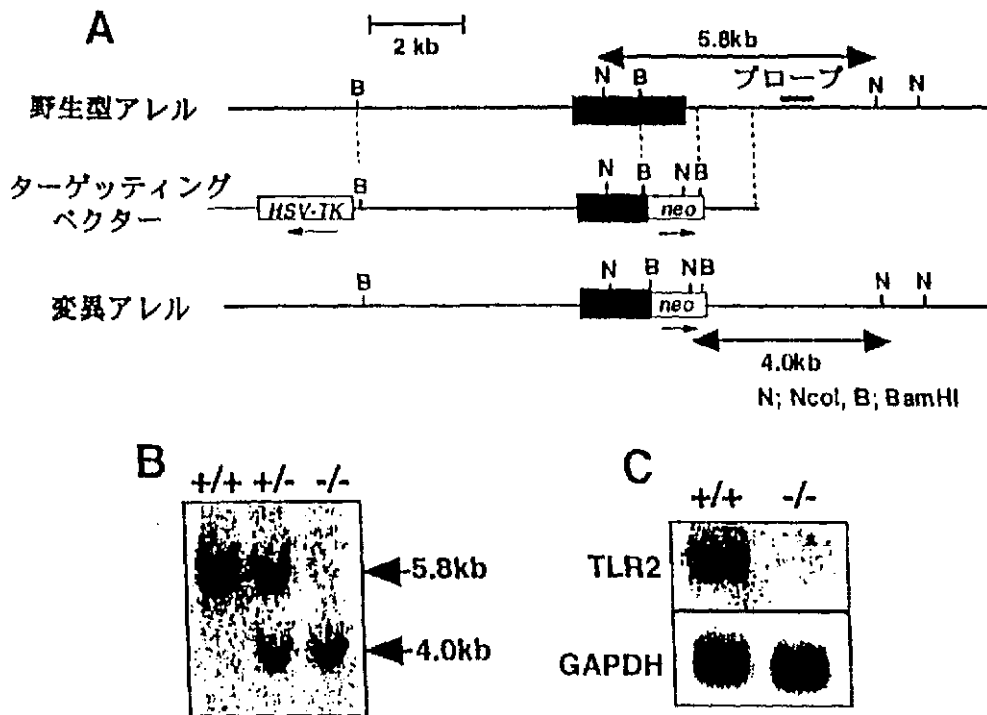 A
2 kb
5.8kb
プローブ
N B N N
B
野生型アレル
ターゲッティング
ベクター
B N B N B
HSV-TK
neo
変異アレル
B N B N B N N
neo
4.0kb
N; NcoI, B; BamHI
B
+/+ +/- -/-
5.8kb
4.0kb
C
+/+ -/-
TLR2
GAPDH